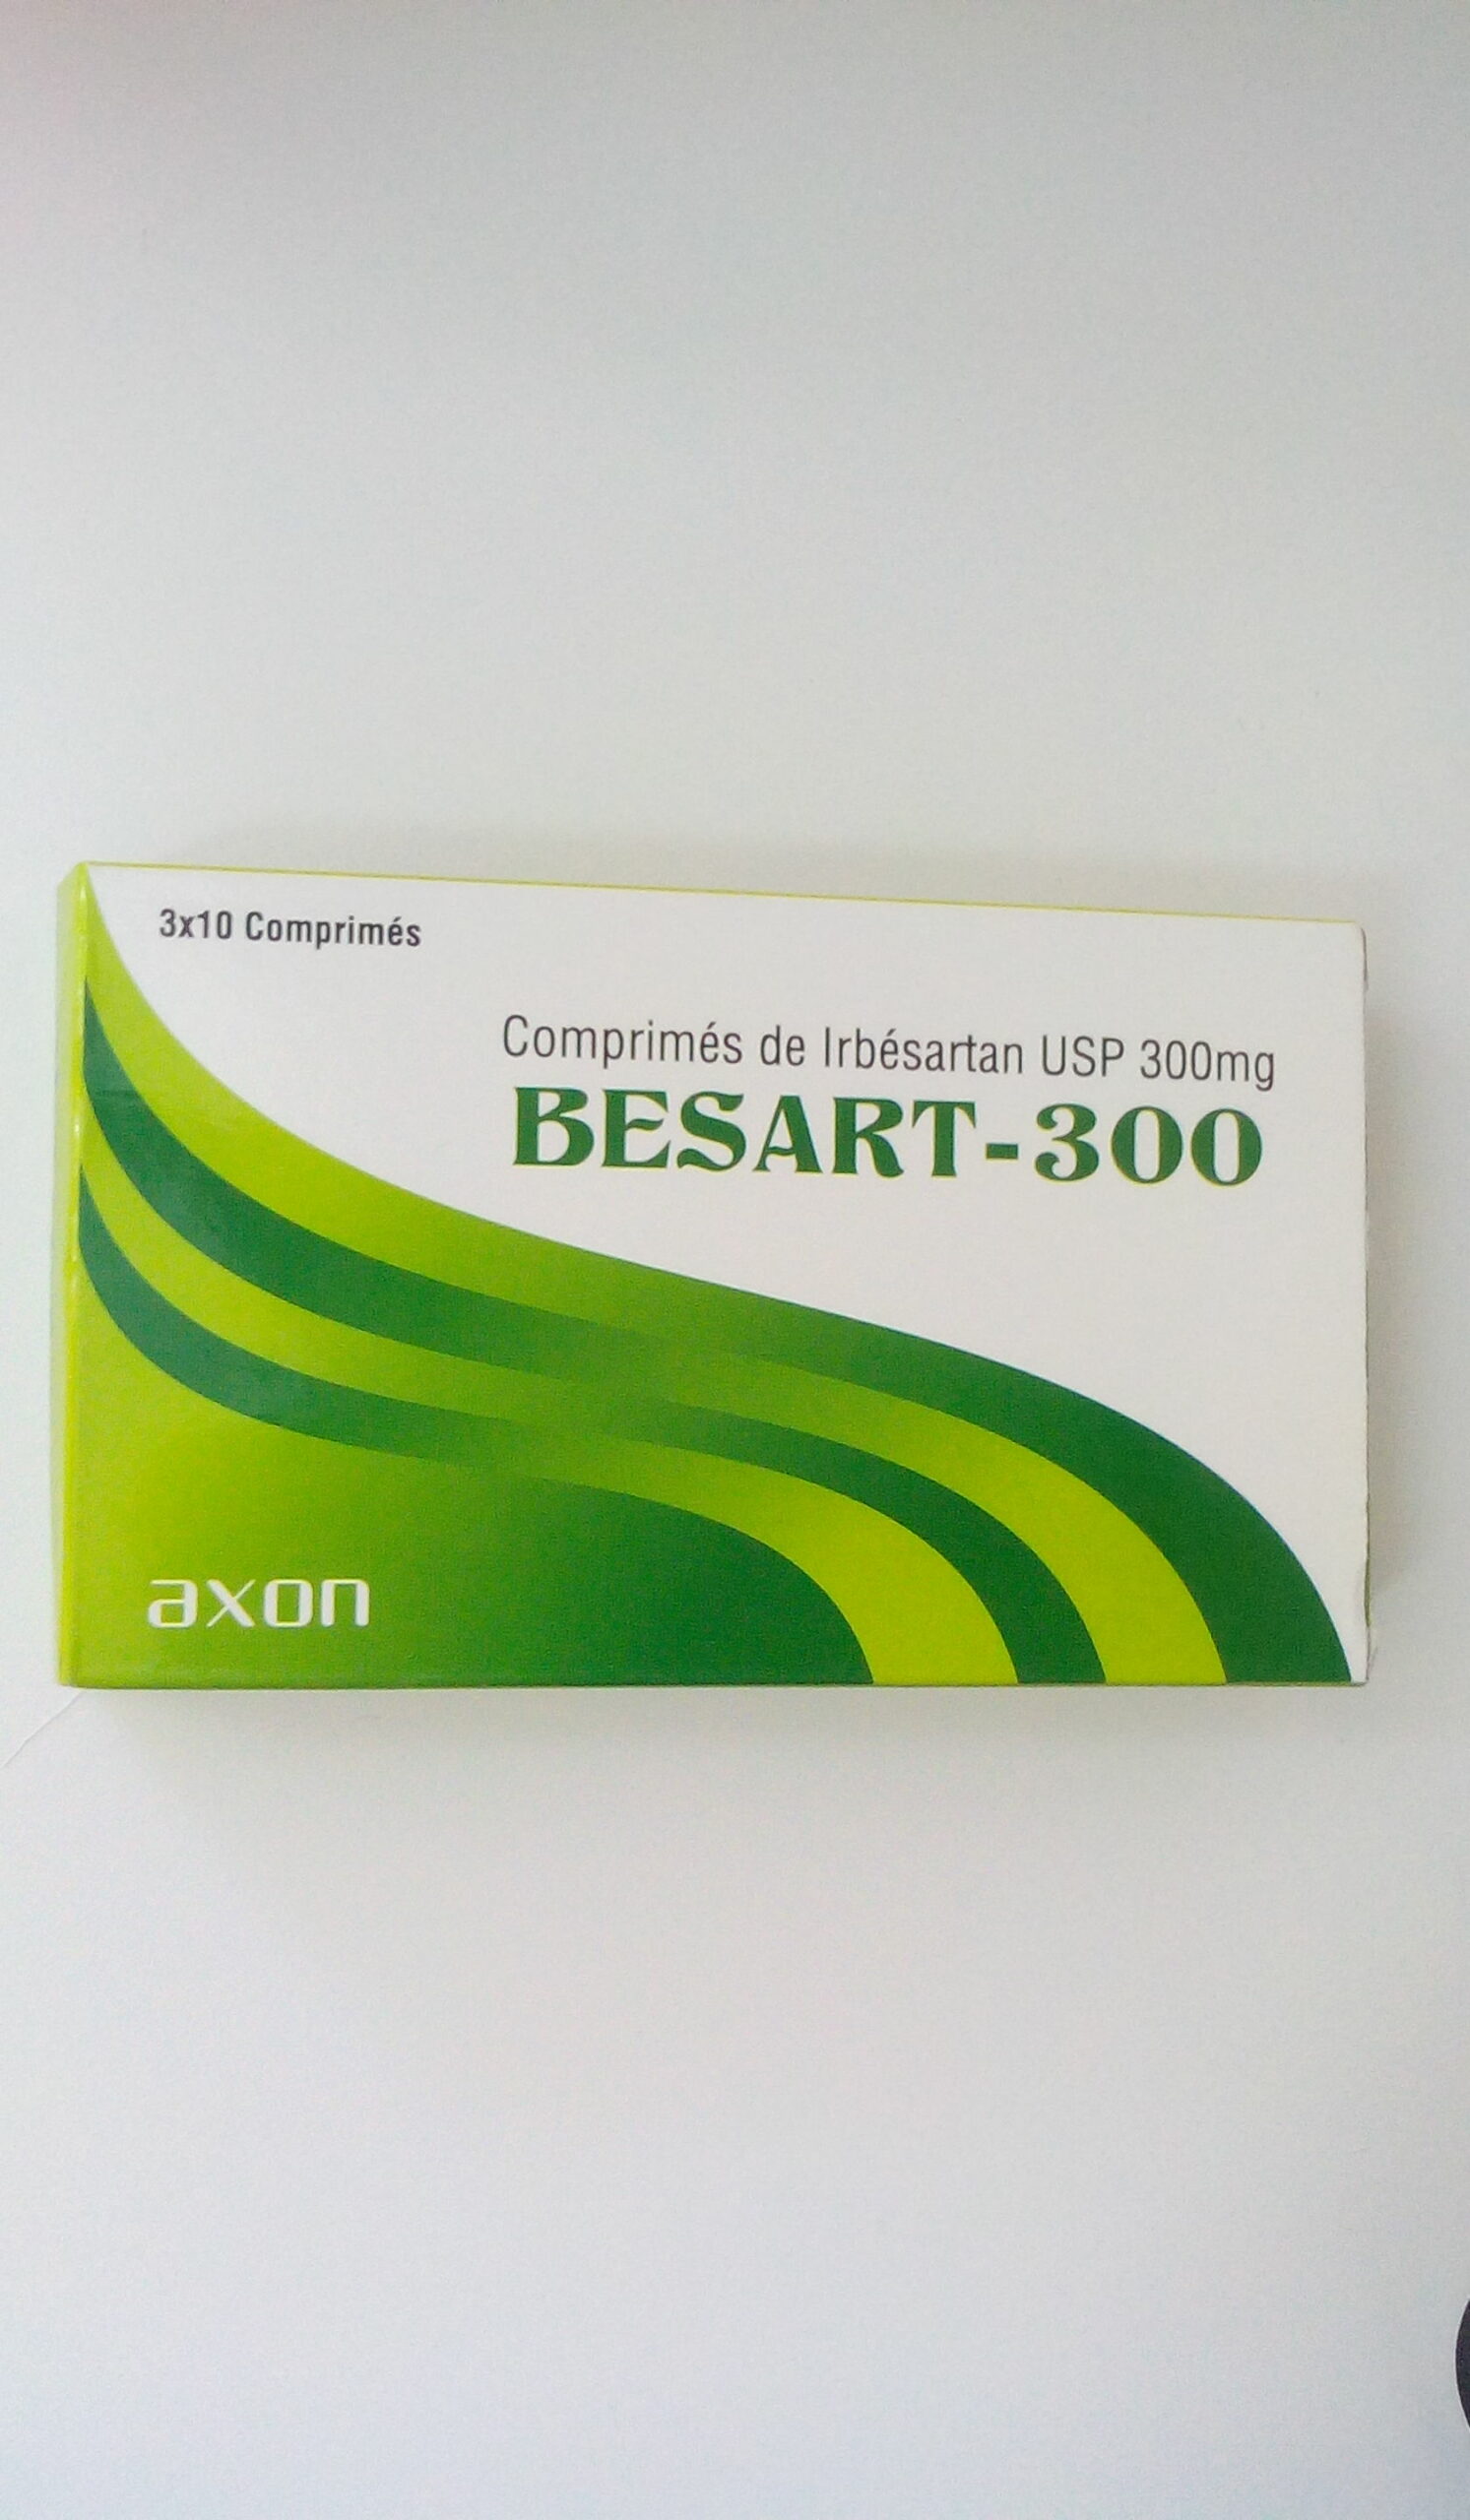 3x10 Comprimés
Comprimés de Irbésartan USP 300mg
BESART-300
axon